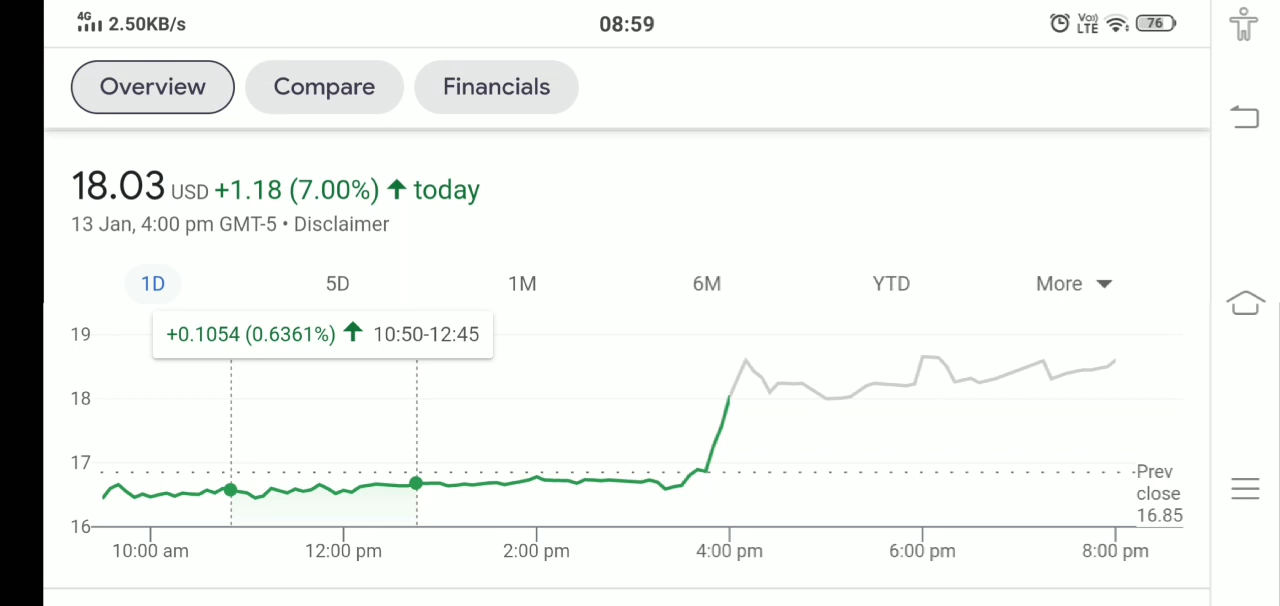 4G 2.50KB/s 08:59 Vo)) LTE 76
Overview Compare Financials
18.03 USD +1.18 (7.00%) ↑ today
13 Jan, 4:00 pm GMT-5 • Disclaimer
1D 5D 1M 6M YTD More
+0.1054 (0.6361%) ↑ 10:50-12:45
19
18
17
16
Prev
close
16.85
10:00 am 12:00 pm 2:00 pm 4:00 pm 6:00 pm 8:00 pm